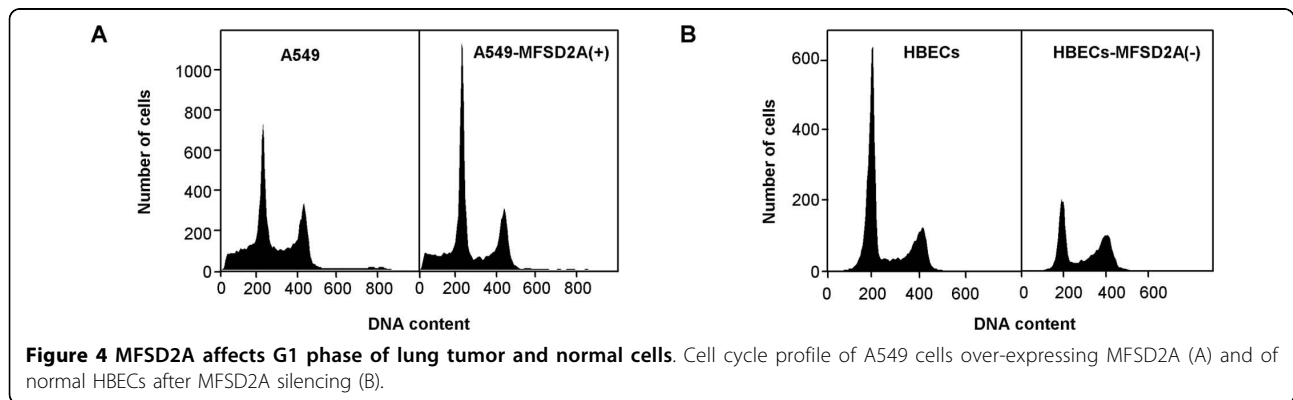 A
B
A549
A549-MFSD2A(+)
HBECs
HBECs-MFSD2A(-)
Number of cells
1000
800
600
400
200
0
0 200 400 600 800
0 200 400 600 800
DNA content
Number of cells
600
400
200
0
0 200 400 600
0 200 400 600
DNA content
Figure 4 MFSD2A affects G1 phase of lung tumor and normal cells. Cell cycle profile of A549 cells over-expressing MFSD2A (A) and of
normal HBECs after MFSD2A silencing (B).